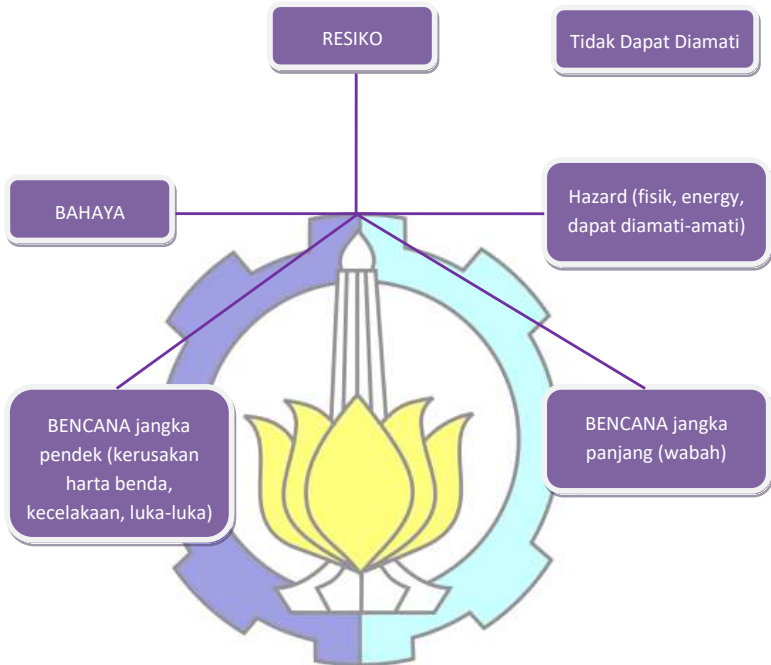 RESIKO
Tidak Dapat Diamati
BAHAYA
Hazard (fisik, energy,
dapat diamati-amati)
BENCANA jangka
pendek (kerusakan
harta benda,
kecelakaan, luka-luka)
BENCANA jangka
panjang (wabah)